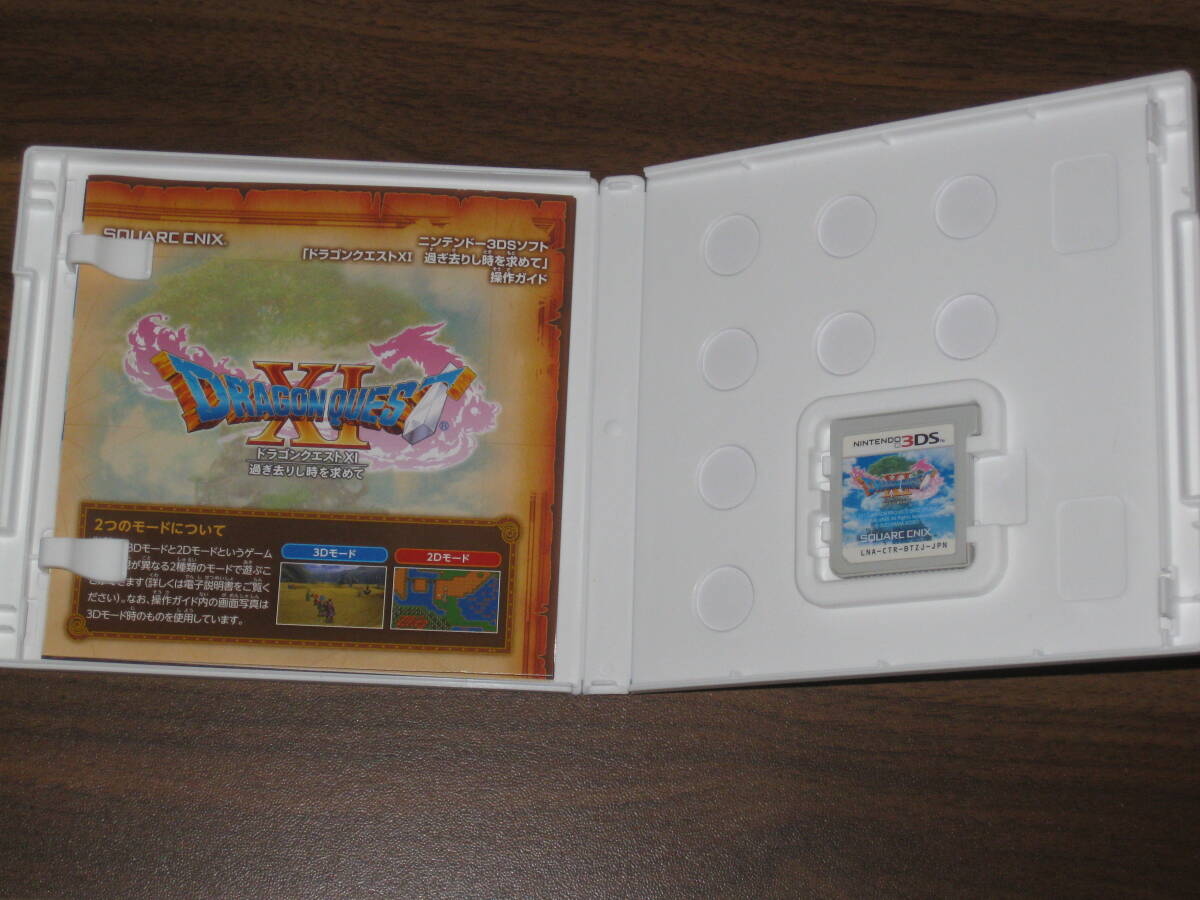 SQUARE ENIX.
ニンテンドー3DSソフト
「ドラゴンクエストXI 過ぎ去りし時を求めて」
操作ガイド
DRAGON QUEST
XI
®
ドラゴンクエストXI
過ぎ去りし時を求めて
2つのモードについて
3Dモードと2Dモードというゲーム
が異なる2種類のモードで遊ぶこ
できます(詳しくは電子説明書をご覧く
ださい)。なお、操作ガイド内の画面写真は
3Dモード時のものを使用しています。
3Dモード
2Dモード
NINTENDO 3DS™
DRAGON QUEST
XI
SQUARE ENIX.
LNA-CTR-BTZJ-JPN